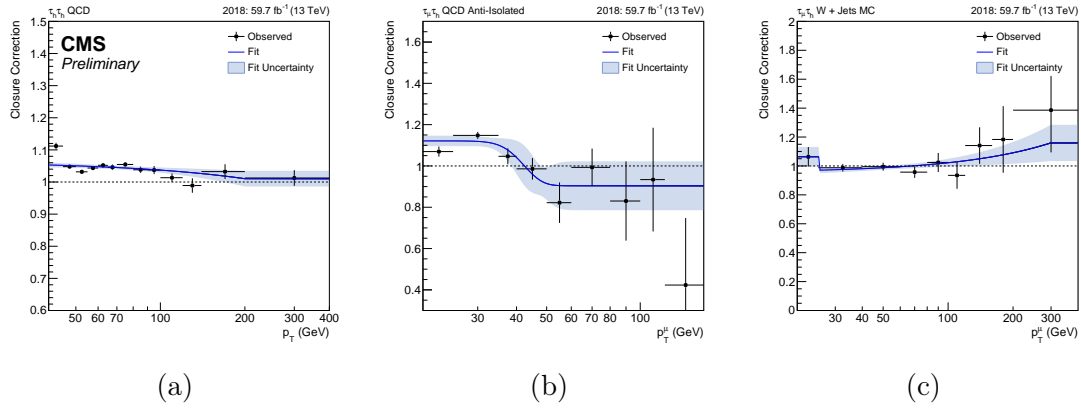 τₕτₕ QCD 2018: 59.7 fb⁻¹ (13 TeV)
CMS
Preliminary
Observed
Fit
Fit Uncertainty
Closure Correction
1.5
1.4
1.3
1.2
1.1
1
0.9
0.8
0.7
0.6
50 60 70 100 200 300 400
p_T (GeV)
(a)
τ_μτₕ QCD Anti-Isolated 2018: 59.7 fb⁻¹ (13 TeV)
Observed
Fit
Fit Uncertainty
Closure Correction
1.6
1.4
1.2
1
0.8
0.6
0.4
30 40 50 60 70 80 100
p_T^μ (GeV)
(b)
τ_μτₕ W + Jets MC 2018: 59.7 fb⁻¹ (13 TeV)
Observed
Fit
Fit Uncertainty
Closure Correction
2
1.8
1.6
1.4
1.2
1
0.8
0.6
0.4
0.2
0
30 40 50 100 200 300
p_T^μ (GeV)
(c)